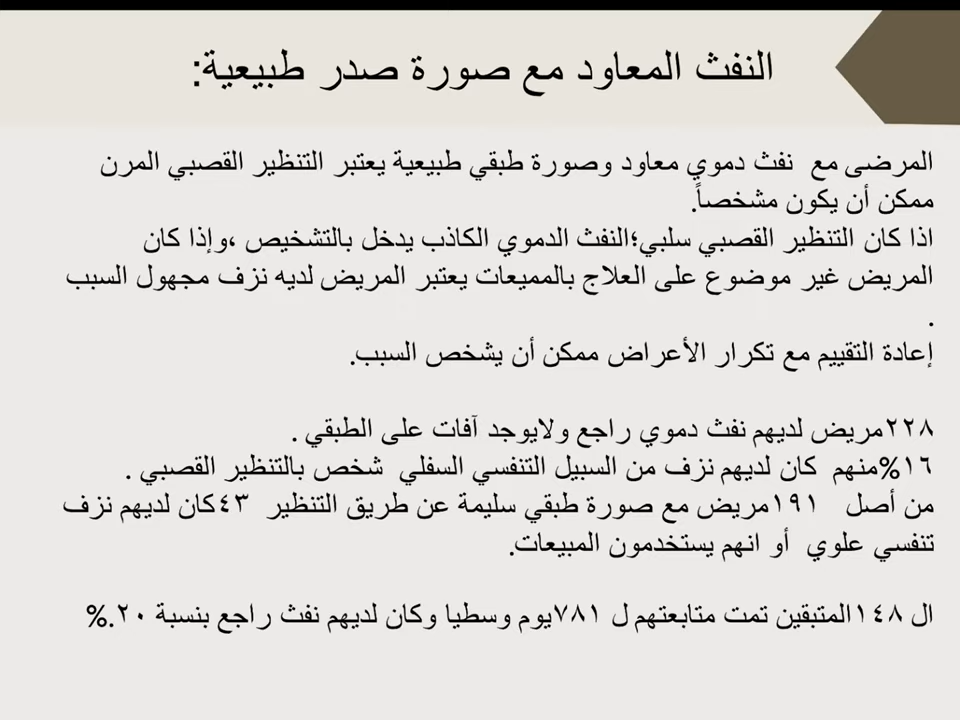 النفث المعاود مع صورة صدر طبيعية:
المرضى مع نفث دموي معاود وصورة طبقي طبيعية يعتبر التنظير القصبي المرن
ممكن أن يكون مشخصاً.
اذا كان التنظير القصبي سلبي؛النفث الدموي الكاذب يدخل بالتشخيص ،وإذا كان
المريض غير موضوع على العلاج بالمميعات يعتبر المريض لديه نزف مجهول السبب
.
إعادة التقييم مع تكرار الأعراض ممكن أن يشخص السبب.
٢٢٨مريض لديهم نفث دموي راجع ولايوجد آفات على الطبقي .
١٦%منهم كان لديهم نزف من السبيل التنفسي السفلي شخص بالتنظير القصبي .
من أصل ١٩١مريض مع صورة طبقي سليمة عن طريق التنظير ٤٣كان لديهم نزف
تنفسي علوي أو انهم يستخدمون المبيعات.
ال ١٤٨المتبقين تمت متابعتهم ل ٧٨١يوم وسطيا وكان لديهم نفث راجع بنسبة ٢٠.%